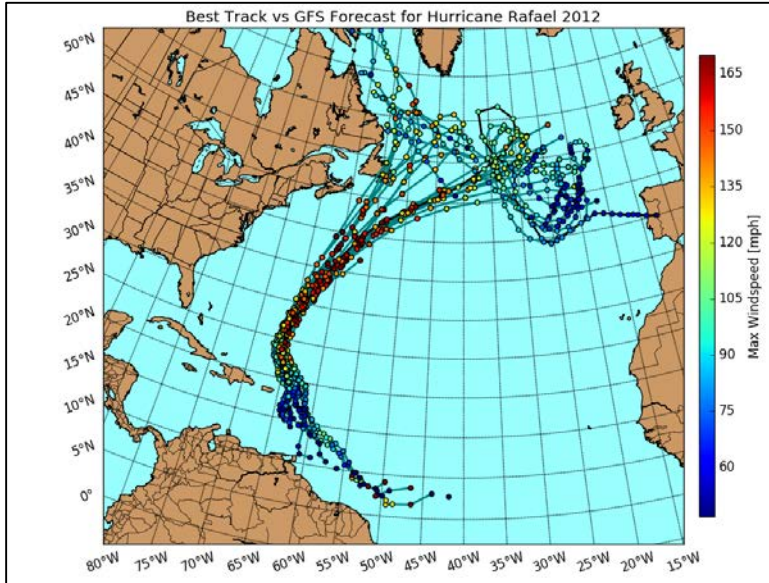 Best Track vs GFS Forecast for Hurricane Rafael 2012
50°N
45°N
40°N
35°N
30°N
25°N
20°N
15°N
10°N
5°N
0°
80°W 75°W 70°W 65°W 60°W 55°W 50°W 45°W 40°W 35°W 30°W 25°W 20°W 15°W
165
150
135
120
105
90
75
60
Max Windspeed [mph]